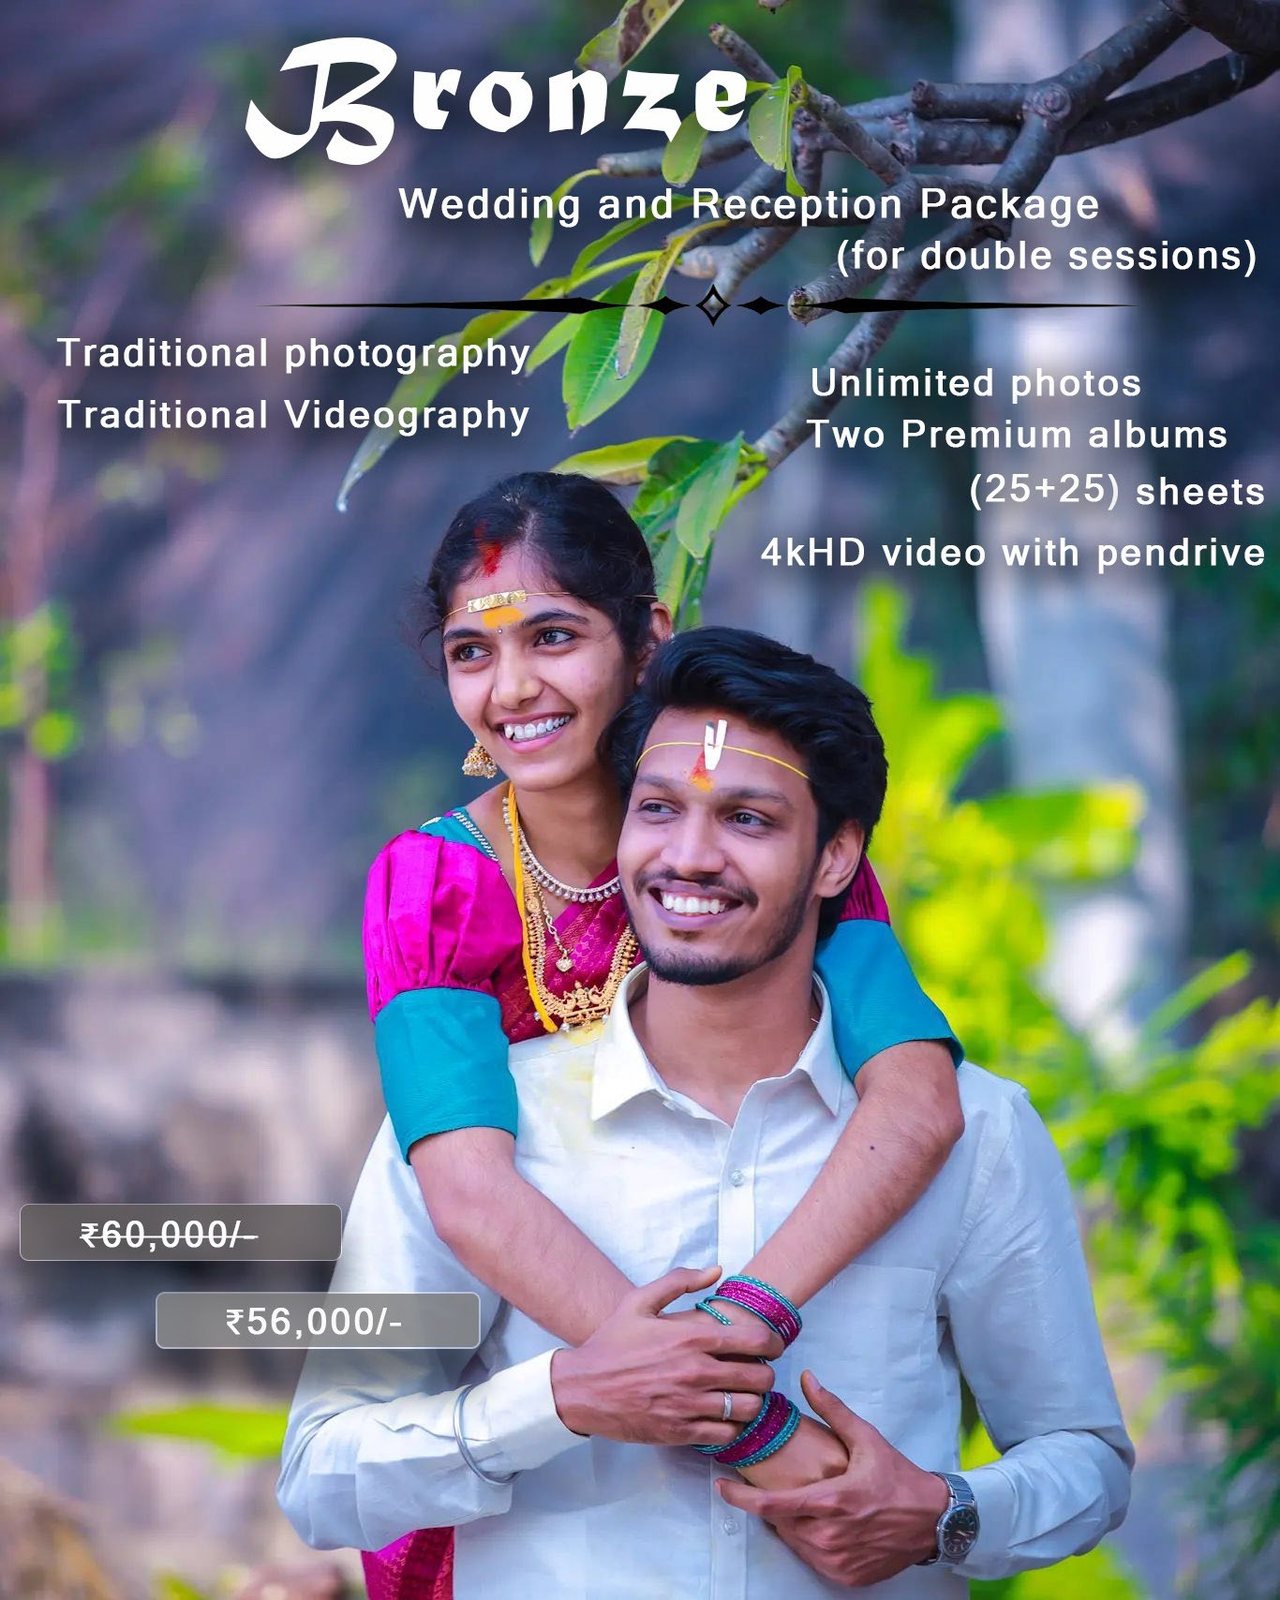 Bronze
Wedding and Reception Package
(for double sessions)
Traditional photography
Traditional Videography
Unlimited photos
Two Premium albums
(25+25) sheets
4kHD video with pendrive
₹60,000/-
₹56,000/-